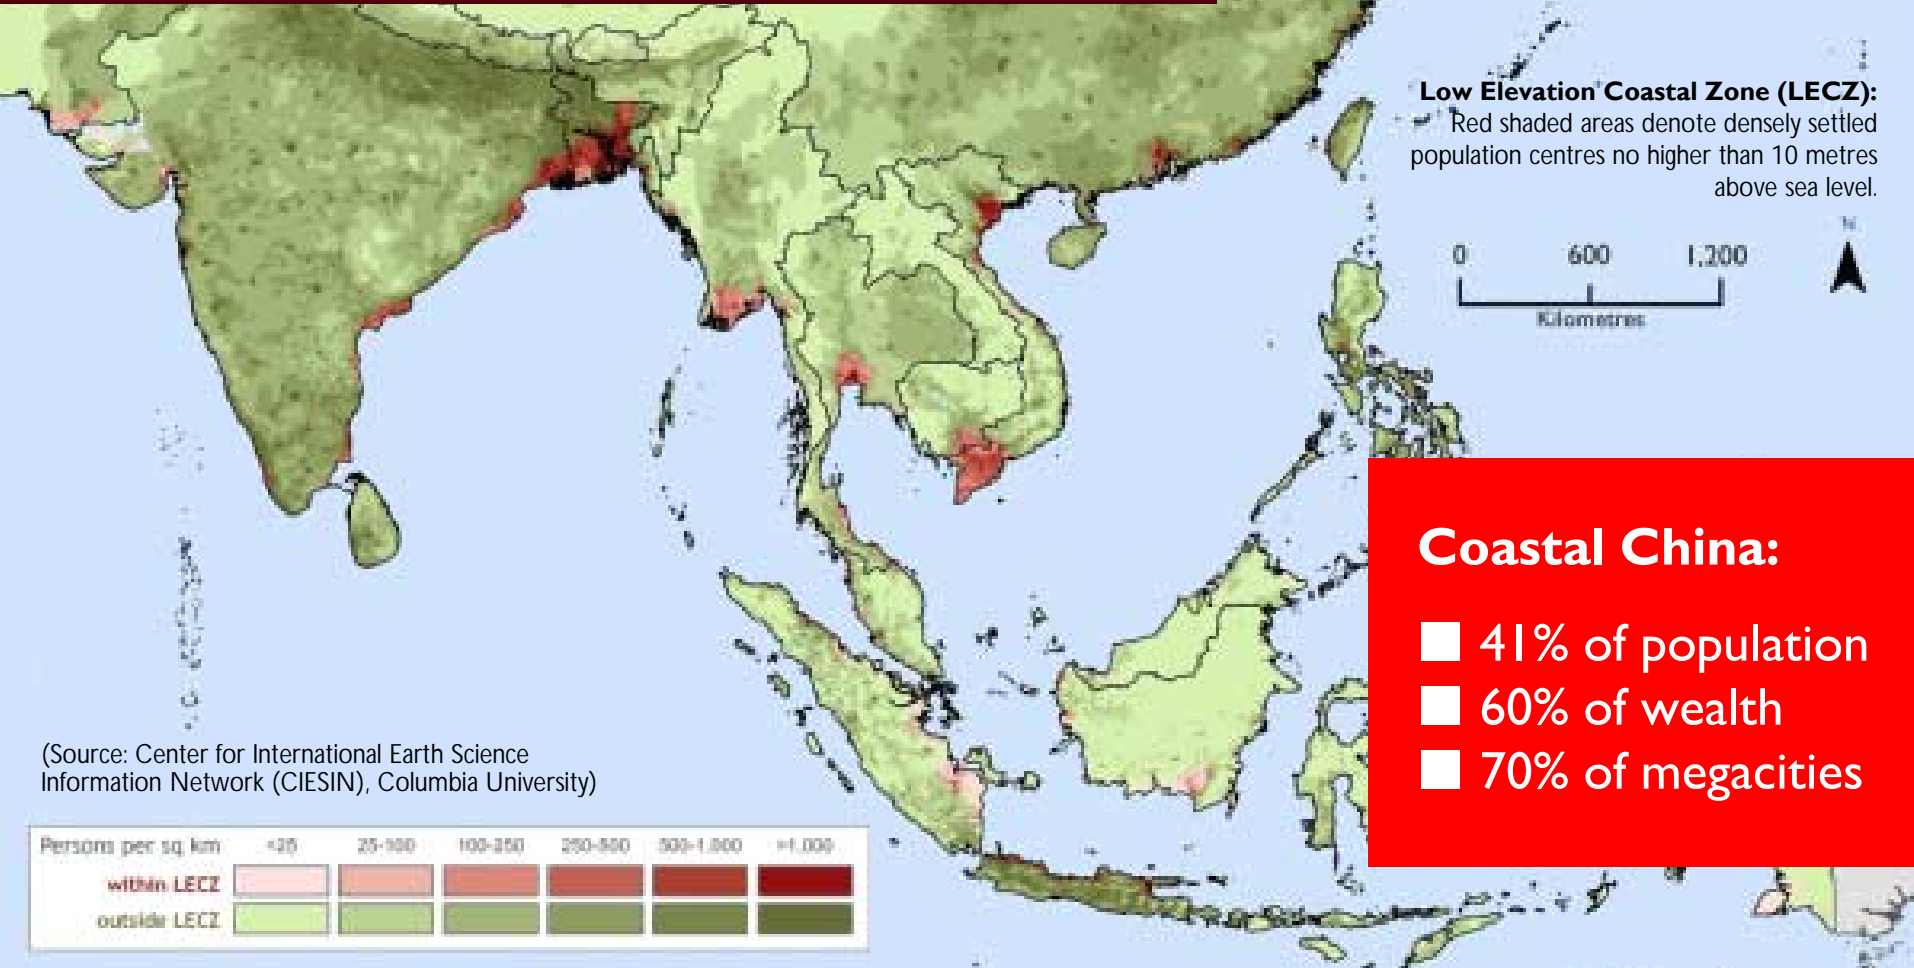 Low Elevation Coastal Zone (LECZ):
Red shaded areas denote densely settled
population centres no higher than 10 metres
above sea level.
N
0 600 1,200
Kilometres
Coastal China:
41% of population
60% of wealth
70% of megacities
(Source: Center for International Earth Science
Information Network (CIESIN), Columbia University)
Persons per sq km <25 25-100 100-250 250-500 500-1,000 >1,000
within LECZ
outside LECZ